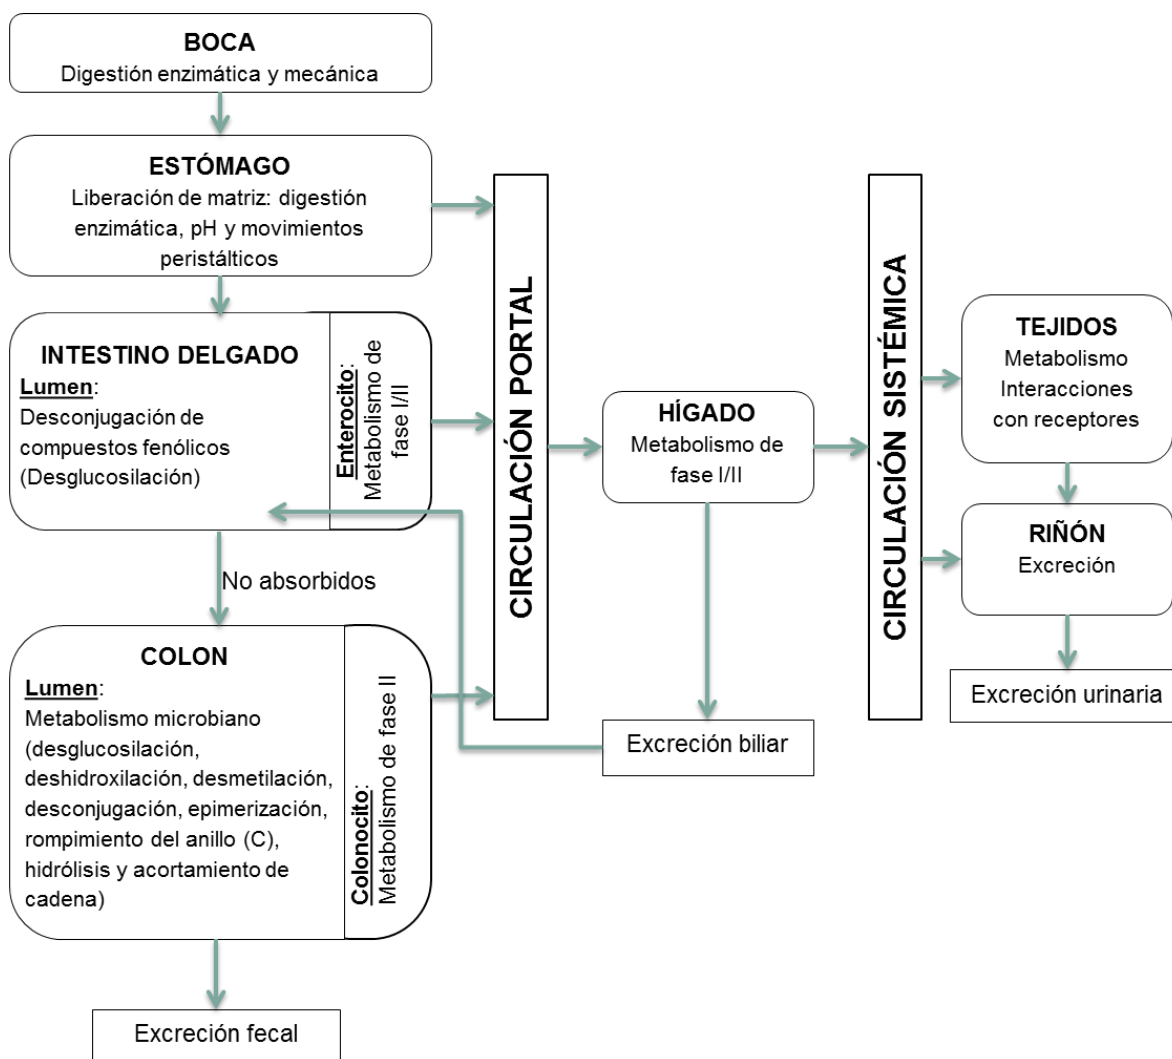 BOCA
Digestión enzimática y mecánica
ESTÓMAGO
Liberación de matriz: digestión
enzimática, pH y movimientos
peristálticos
INTESTINO DELGADO
Lumen:
Desconjugación de
compuestos fenólicos
(Desglucosilación)
Enterocito:
Metabolismo de
fase I/II
No absorbidos
COLON
Lumen:
Metabolismo microbiano
(desglucosilación,
deshidroxilación, desmetilación,
desconjugación, epimerización,
rompimiento del anillo (C),
hidrólisis y acortamiento de
cadena)
Colonocito:
Metabolismo de fase II
Excreción fecal
CIRCULACIÓN PORTAL
HÍGADO
Metabolismo de
fase I/II
Excreción biliar
CIRCULACIÓN SISTÉMICA
TEJIDOS
Metabolismo
Interacciones
con receptores
RIÑÓN
Excreción
Excreción urinaria